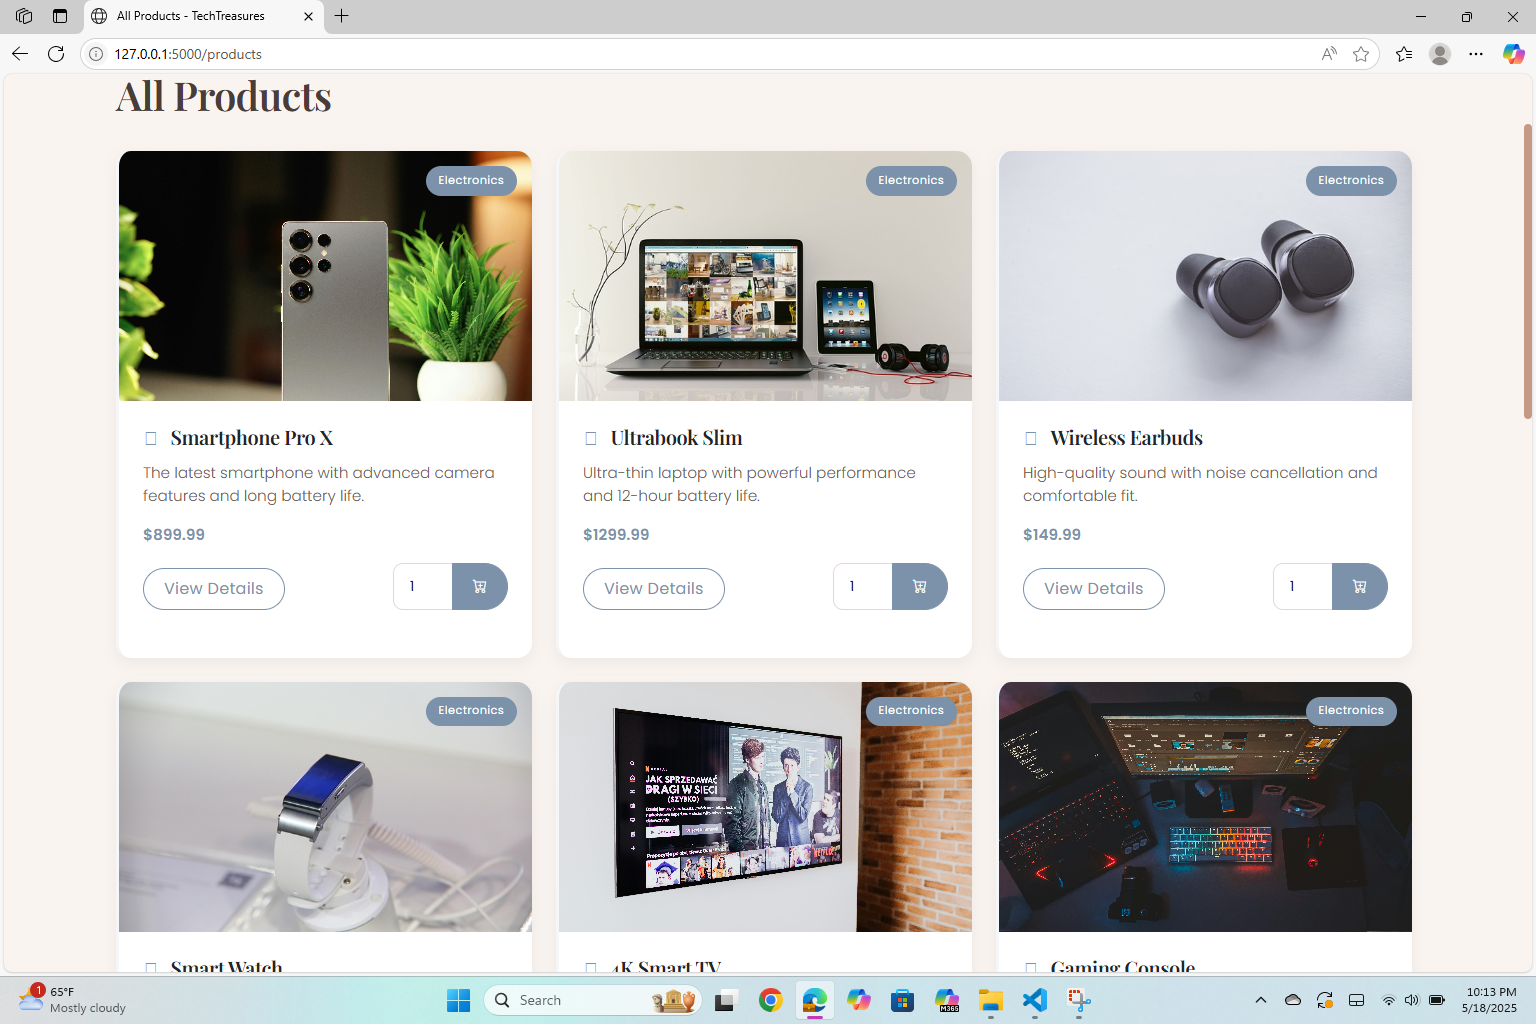 All Products - TechTreasures
127.0.0.1:5000/products
All Products
Electronics
Electronics
Electronics
Smartphone Pro X
The latest smartphone with advanced camera
features and long battery life.
$899.99
View Details
1
Ultrabook Slim
Ultra-thin laptop with powerful performance
and 12-hour battery life.
$1299.99
View Details
1
Wireless Earbuds
High-quality sound with noise cancellation and
comfortable fit.
$149.99
View Details
1
Electronics
Electronics
Electronics
JAK SPRZEDAWAĆ
DRAGI W SIECI
(SZYBKO)
Smart Watch
4K Smart TV
Gaming Console
1
65°F
Mostly cloudy
Search
M365
10:13 PM
5/18/2025